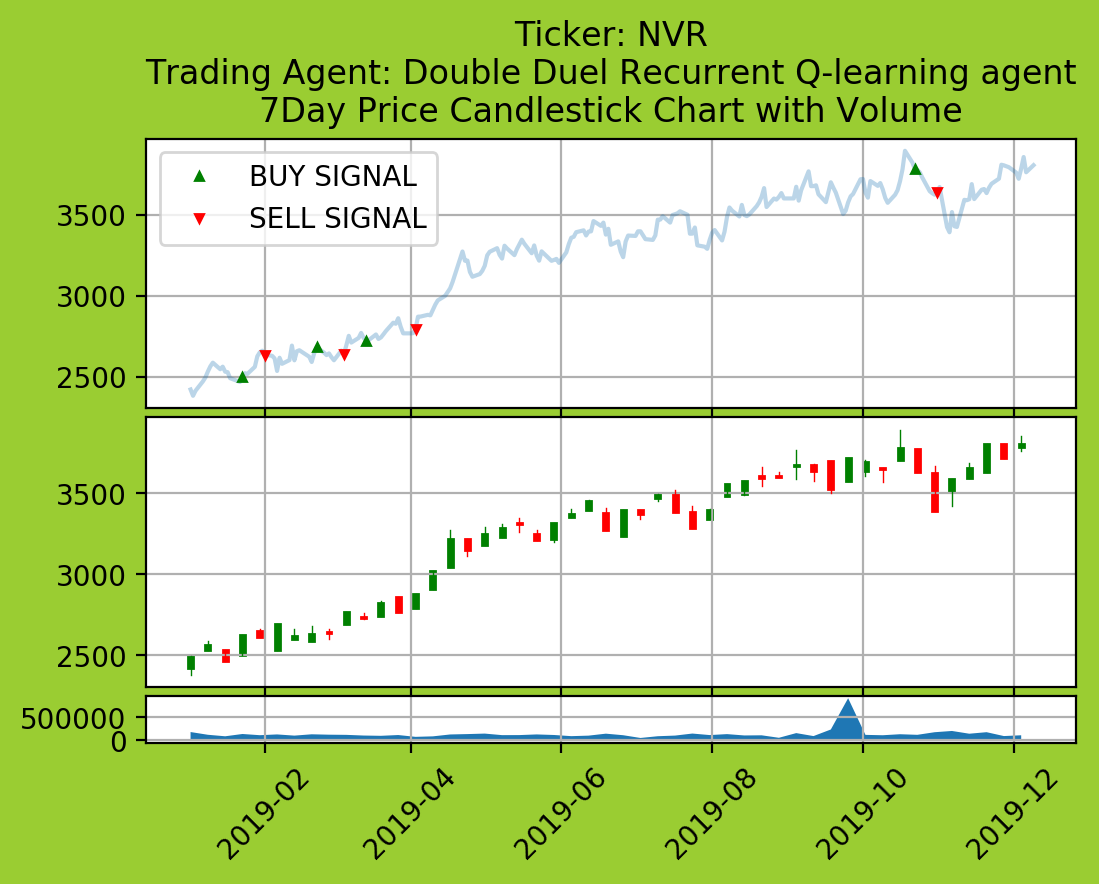 Ticker: NVR
Trading Agent: Double Duel Recurrent Q-learning agent
7Day Price Candlestick Chart with Volume
BUY SIGNAL
SELL SIGNAL
3500
3000
2500
3500
3000
2500
500000
0
2019-02
2019-04
2019-06
2019-08
2019-10
2019-12